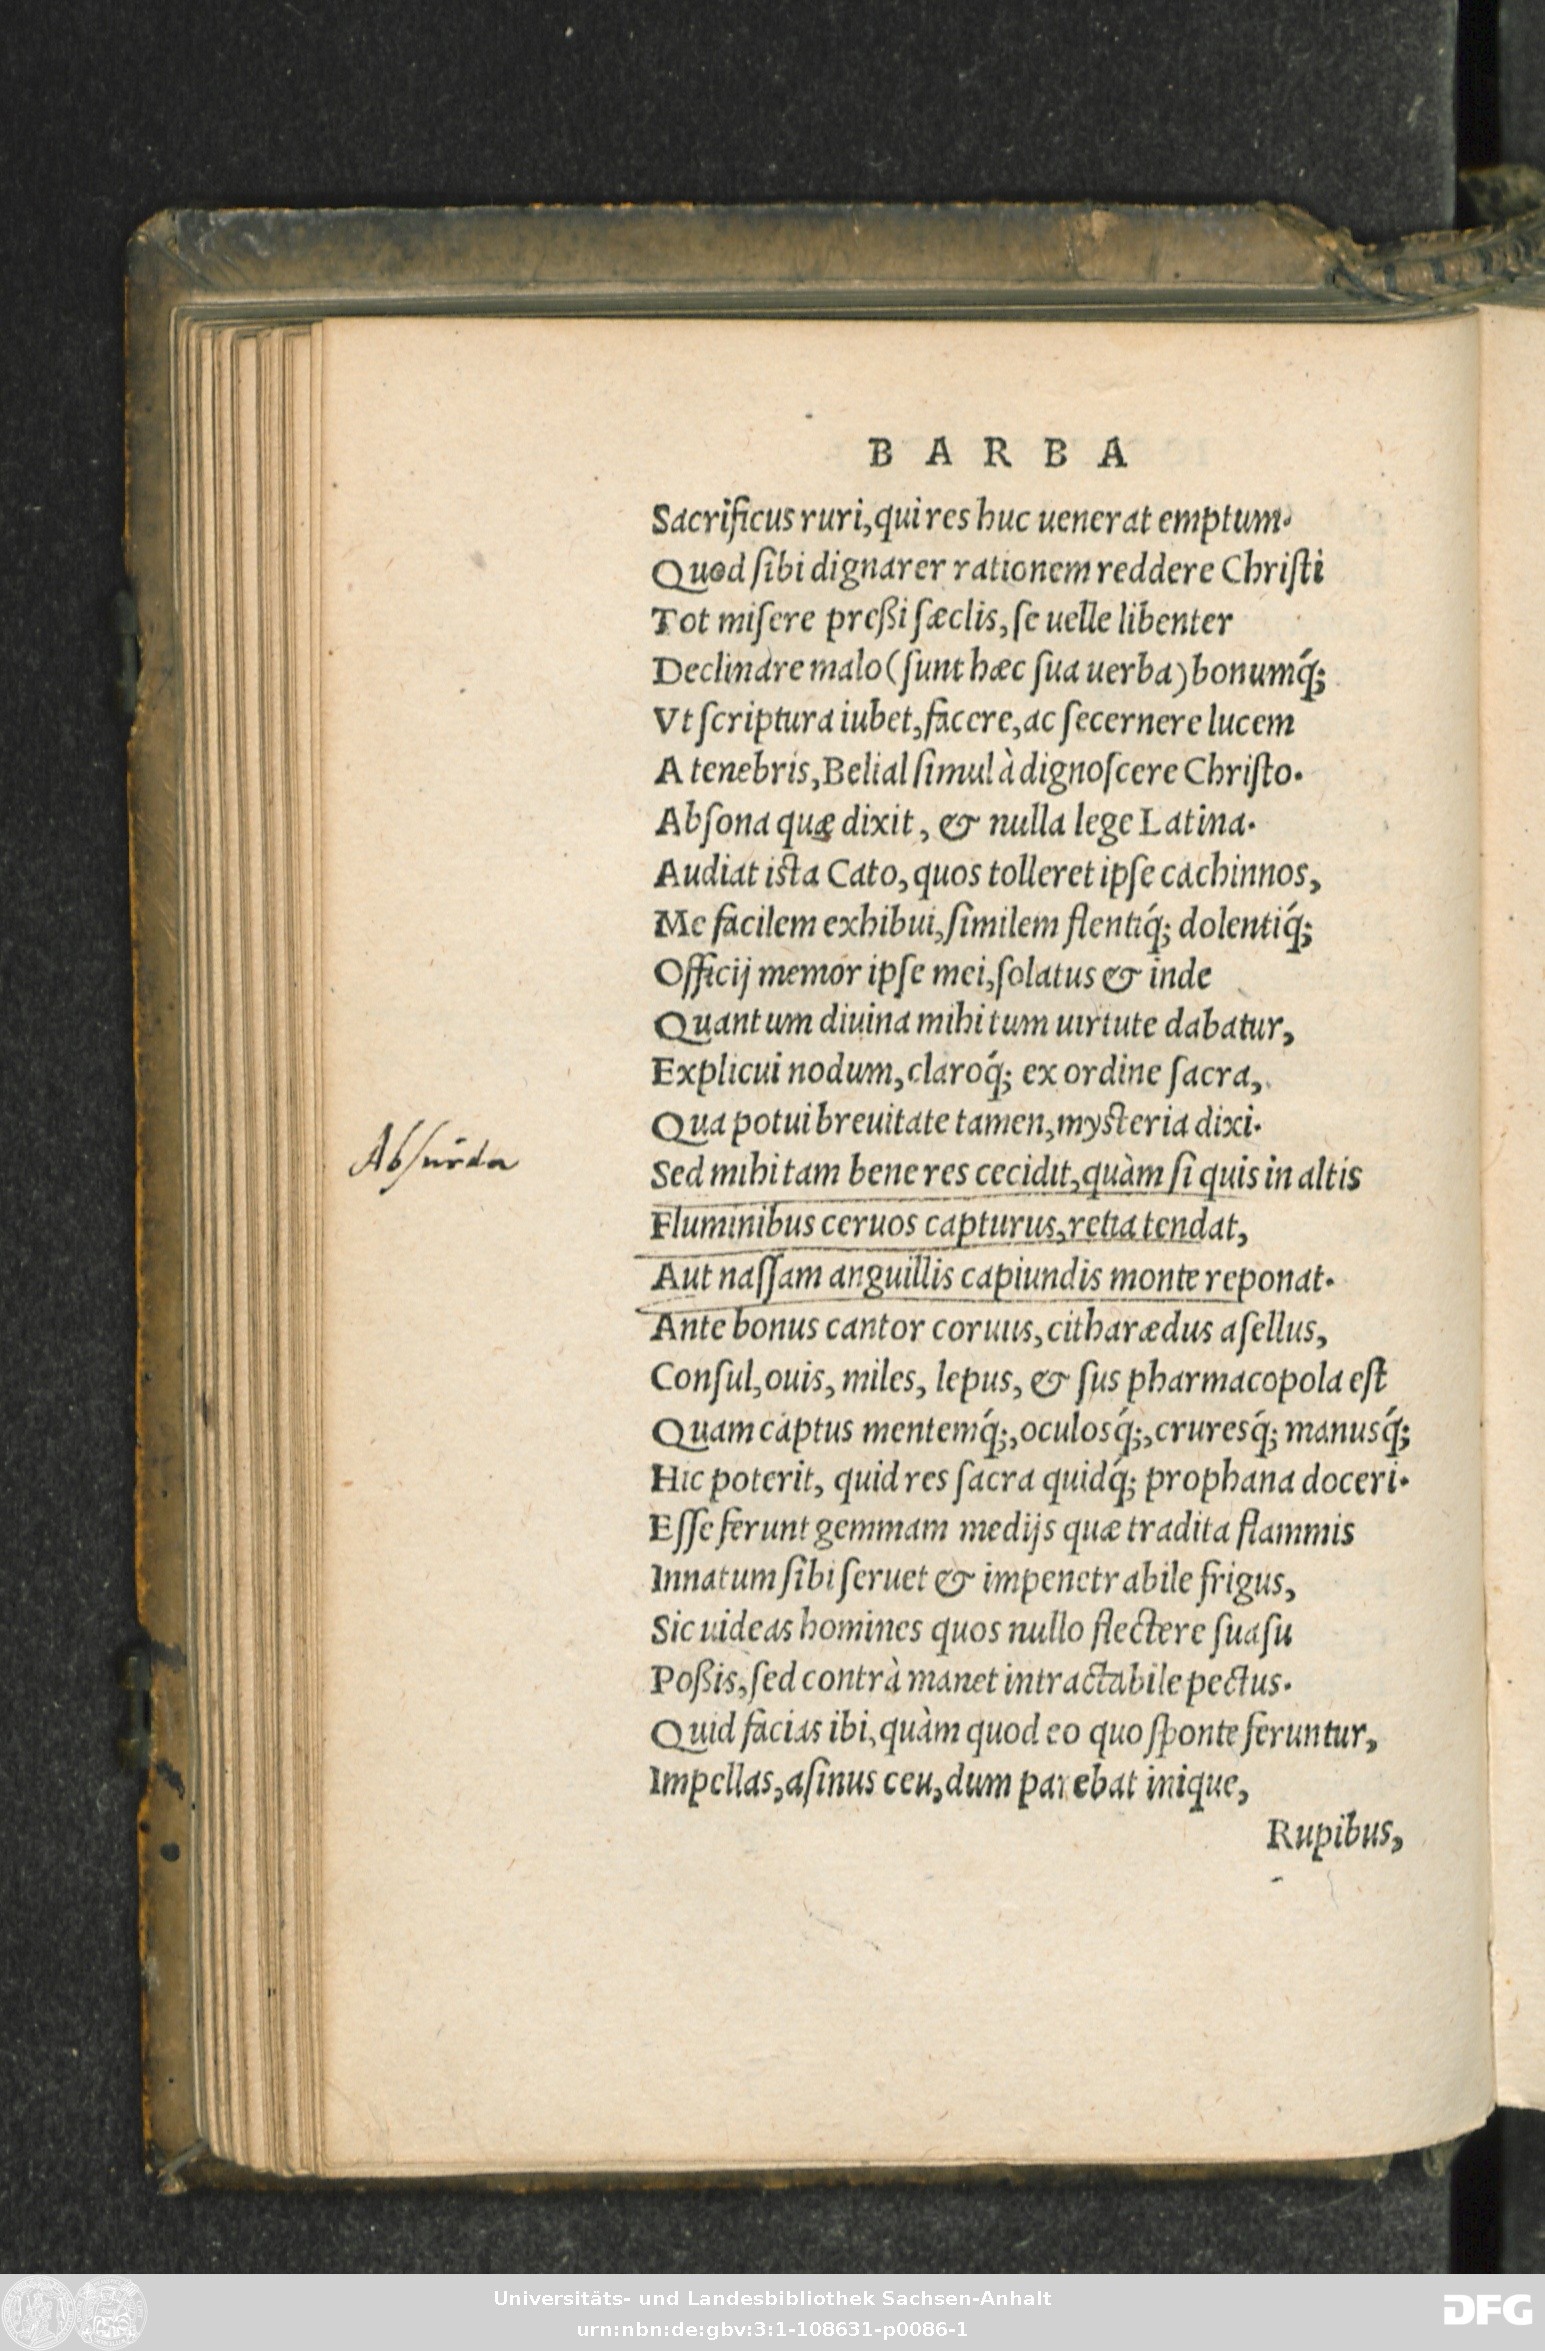 BARBA
Sacrificus ruri, qui res huc uenerat emptum.
Quod ſibi dignarer rationem reddere Chriſti
Tot miſere preßi ſæclis, ſe uelle libenter
Declinare malo (ſunt hæc ſua uerba) bonumq́;
Vt ſcriptura iubet, facere, ac ſecernere lucem
A tenebris, Belial ſimul à dignoſcere Chriſto.
Abſona quæ dixit, & nulla lege Latina.
Audiat iſta Cato, quos tolleret ipſe cachinnos,
Me facilem exhibui, ſimilem flentiq́; dolentiq́;
Officij memor ipſe mei, ſolatus & inde
Quantum diuina mihi tum uirtute dabatur,
Explicui nodum, claroq́; ex ordine ſacra,
Qua potui breuitate tamen, myſteria dixi.
Abſurda
Sed mihi tam bene res cecidit, quàm ſi quis in altis
Fluminibus ceruos capturus, retia tendat,
Aut naſſam anguillis capiundis monte reponat.
Ante bonus cantor coruus, citharædus aſellus,
Conſul, ouis, miles, lepus, & ſus pharmacopola eſt
Quam captus mentemq́;, oculosq́;, cruresq́; manusq́;
Hic poterit, quid res ſacra quidq́; prophana doceri.
Eſſe ferunt gemmam medijs quæ tradita flammis
Innatum ſibi ſeruet & impenetrabile frigus,
Sic uideas homines quos nullo flectere ſuaſu
Poßis, ſed contrà manet intractabile pectus.
Quid facias ibi, quàm quod eo quo ſponte feruntur,
Impellas, aſinus ceu, dum parebat inique,
Rupibus,
Universitäts- und Landesbibliothek Sachsen-Anhalt
urn:nbn:de:gbv:3:1-108631-p0086-1
DFG